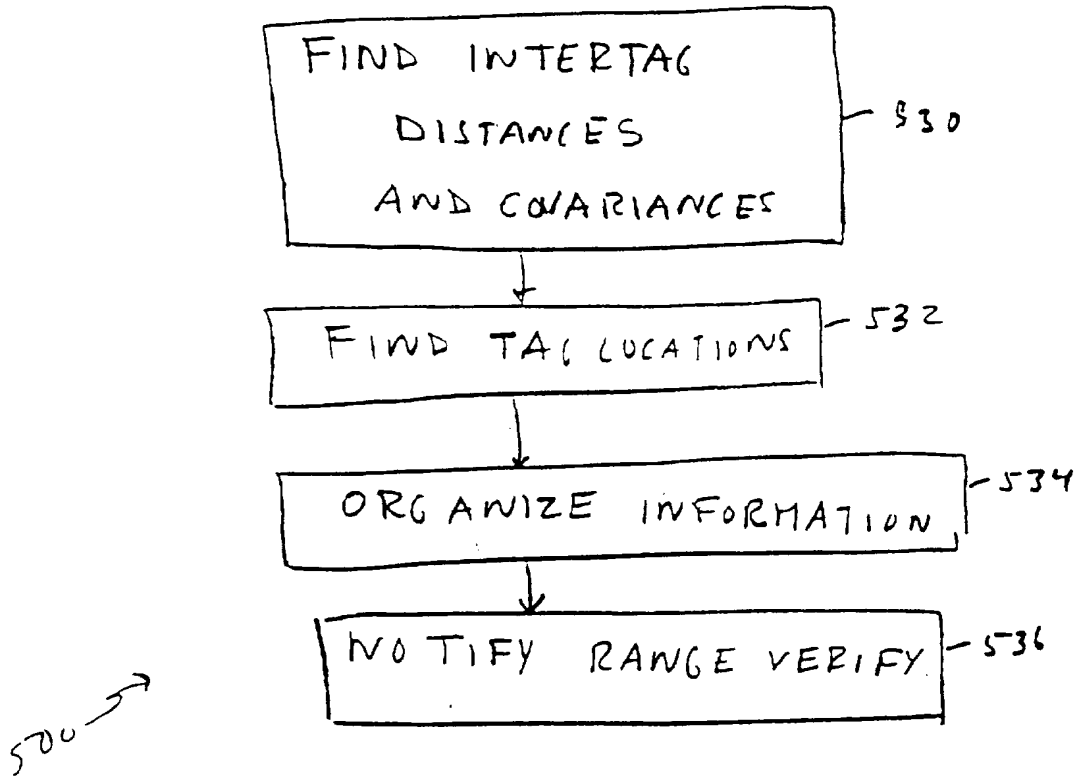 FIND INTERTAG
DISTANCES
AND COVARIANCES
530
FIND TAG LOCATIONS
532
ORGANIZE INFORMATION
534
NOTIFY RANGE VERIFY
536
500